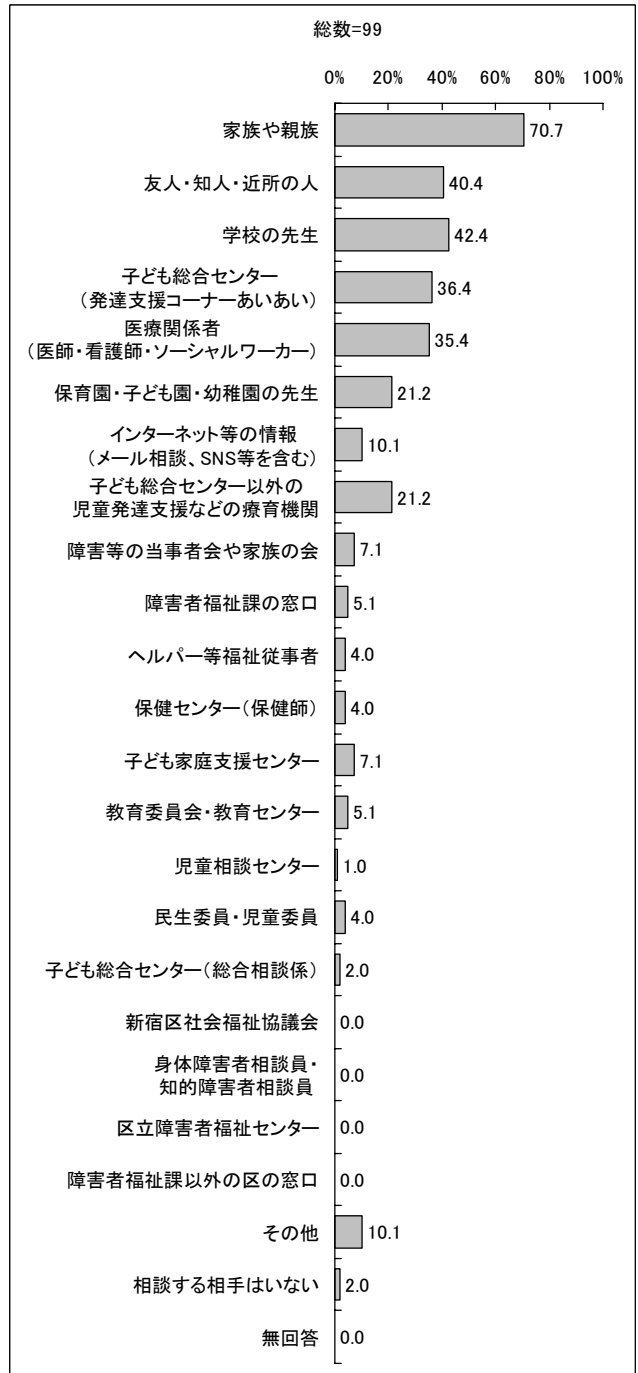 総数=99
0% 20% 40% 60% 80% 100%
家族や親族 70.7
友人・知人・近所の人 40.4
学校の先生 42.4
子ども総合センター
(発達支援コーナーあいあい) 36.4
医療関係者
(医師・看護師・ソーシャルワーカー) 35.4
保育園・子ども園・幼稚園の先生 21.2
インターネット等の情報
(メール相談、SNS等を含む) 10.1
子ども総合センター以外の
児童発達支援などの療育機関 21.2
障害等の当事者会や家族の会 7.1
障害者福祉課の窓口 5.1
ヘルパー等福祉従事者 4.0
保健センター(保健師) 4.0
子ども家庭支援センター 7.1
教育委員会・教育センター 5.1
児童相談センター 1.0
民生委員・児童委員 4.0
子ども総合センター(総合相談係) 2.0
新宿区社会福祉協議会 0.0
身体障害者相談員・
知的障害者相談員 0.0
区立障害者福祉センター 0.0
障害者福祉課以外の区の窓口 0.0
その他 10.1
相談する相手はいない 2.0
無回答 0.0